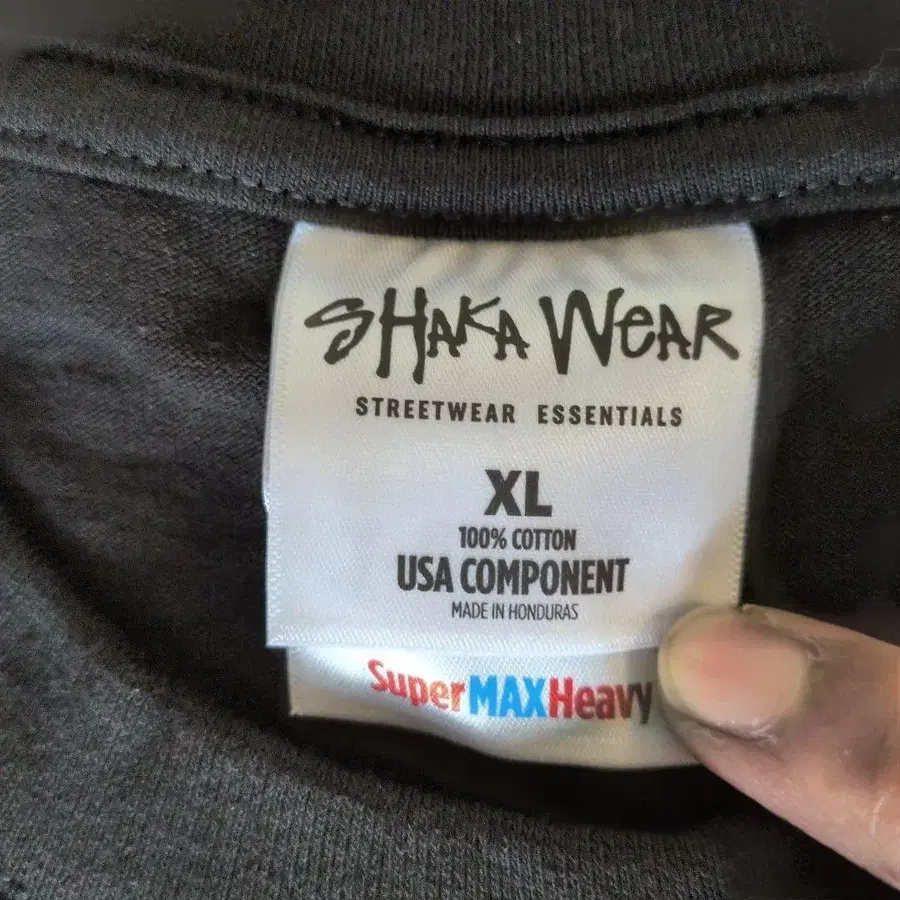 SHAKA WEAR
STREETWEAR ESSENTIALS
XL
100% COTTON
USA COMPONENT
MADE IN HONDURAS
SuperMAXHeavy